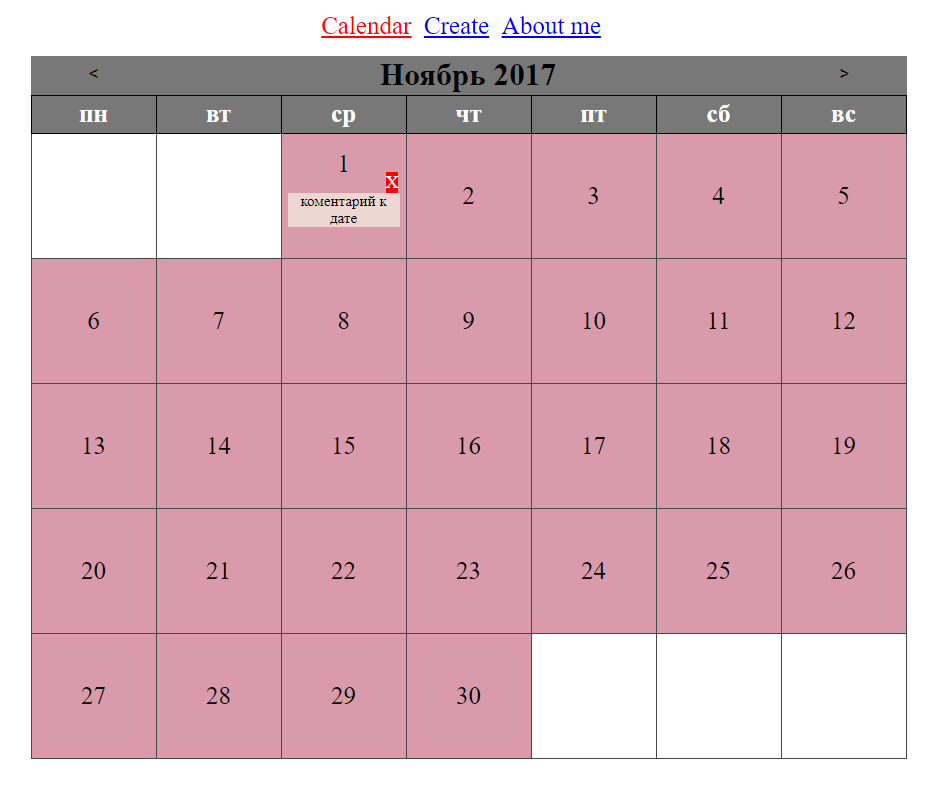 Calendar Create About me
< Ноябрь 2017 >
пн вт ср чт пт сб вс
1 2 3 4 5
X
коментарий к
дате
6 7 8 9 10 11 12
13 14 15 16 17 18 19
20 21 22 23 24 25 26
27 28 29 30